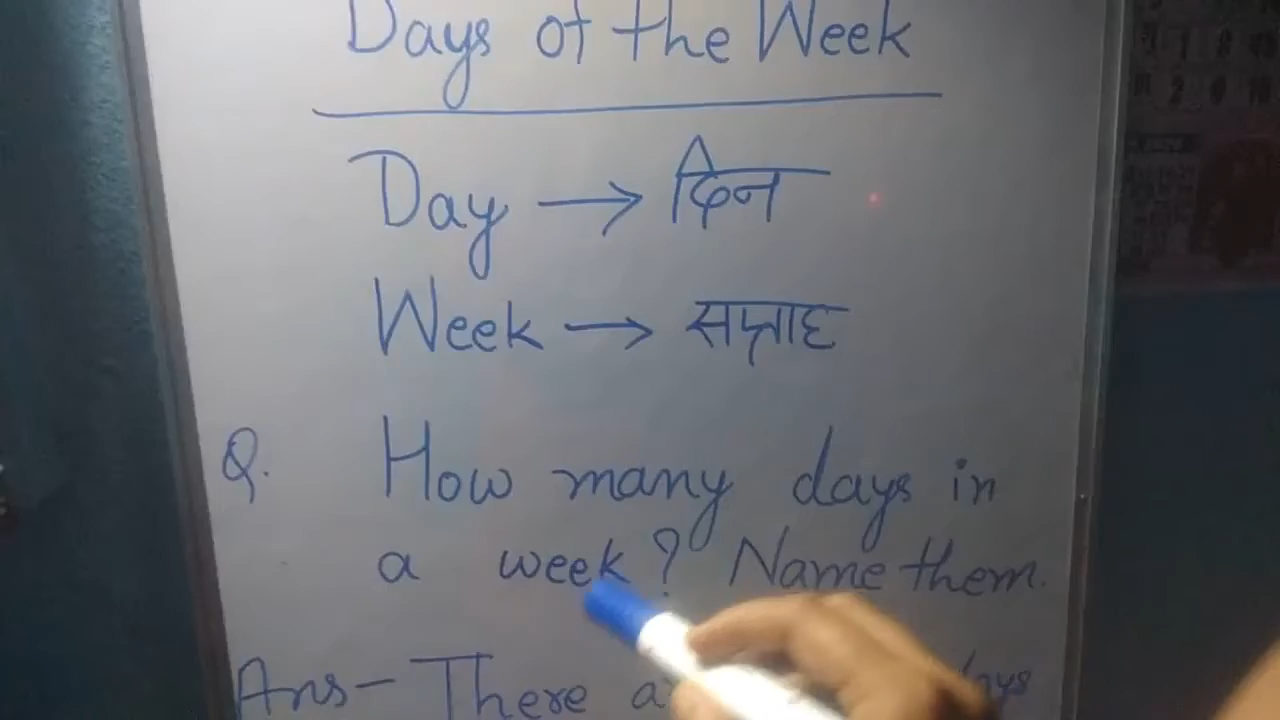 Days of the Week
Day → दिन
Week → सप्ताह
Q. How many days in
a week? Name them.
Ans- There